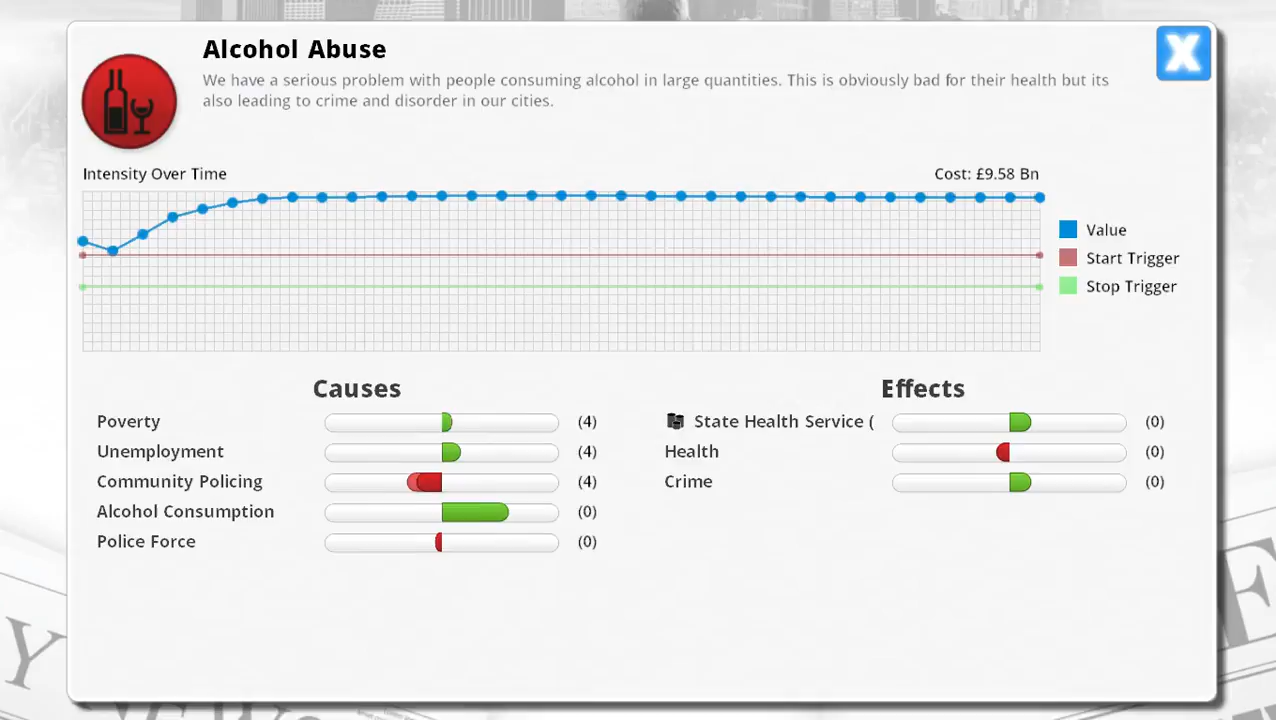 Alcohol Abuse
We have a serious problem with people consuming alcohol in large quantities. This is obviously bad for their health but its
also leading to crime and disorder in our cities.
Intensity Over Time
Cost: £9.58 Bn
Value
Start Trigger
Stop Trigger
Causes
Poverty (4)
Unemployment (4)
Community Policing (4)
Alcohol Consumption (0)
Police Force (0)
Effects
State Health Service ( (0)
Health (0)
Crime (0)